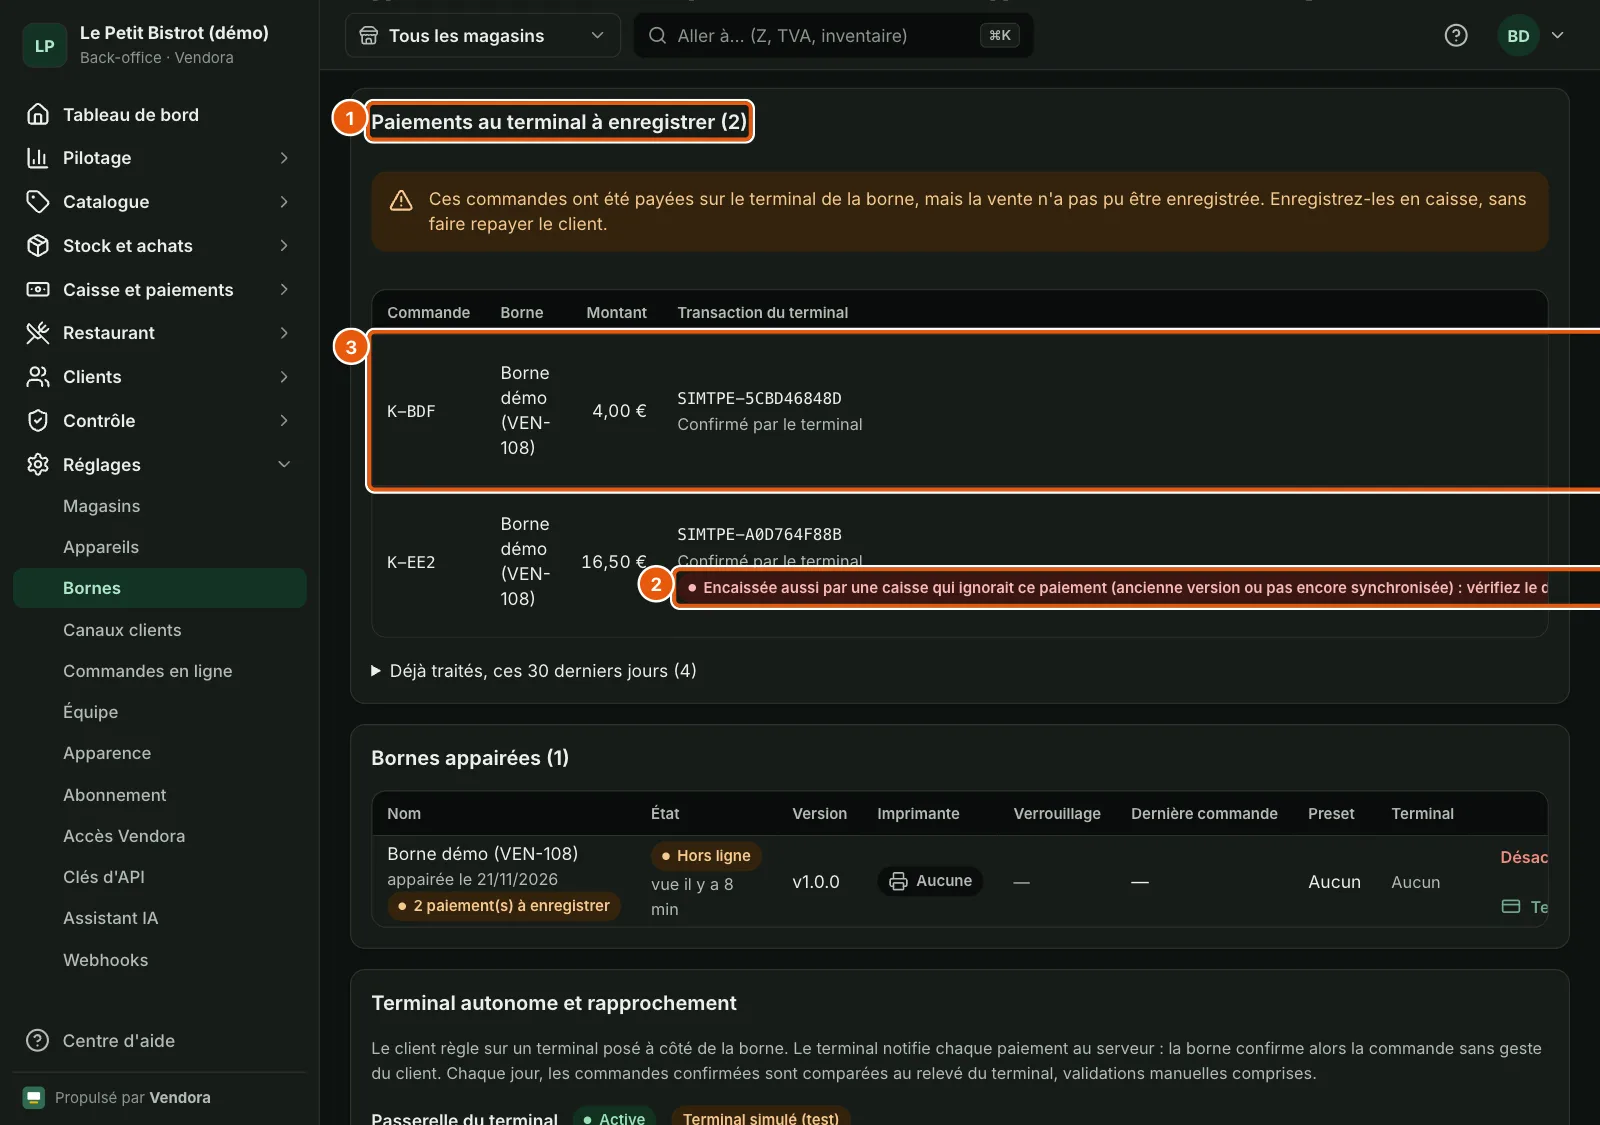 LP
Le Petit Bistrot (démo)
Back-office · Vendora
Tous les magasins
Aller à... (Z, TVA, inventaire)
⌘K
BD
Tableau de bord
Pilotage
Catalogue
Stock et achats
Caisse et paiements
Restaurant
Clients
Contrôle
Réglages
Magasins
Appareils
Bornes
Canaux clients
Commandes en ligne
Équipe
Apparence
Abonnement
Accès Vendora
Clés d'API
Assistant IA
Webhooks
Centre d'aide
Propulsé par Vendora
1
Paiements au terminal à enregistrer (2)
Ces commandes ont été payées sur le terminal de la borne, mais la vente n'a pas pu être enregistrée. Enregistrez-les en caisse, sans
faire repayer le client.
Commande Borne Montant Transaction du terminal
3
K-BDF
Borne
démo
(VEN-
108)
4,00 €
SIMTPE-5CBD46848D
Confirmé par le terminal
K-EE2
Borne
démo
(VEN-
108)
16,50 €
SIMTPE-A0D764F88B
Confirmé par le terminal
2
Encaissée aussi par une caisse qui ignorait ce paiement (ancienne version ou pas encore synchronisée) : vérifiez le
Déjà traités, ces 30 derniers jours (4)
Bornes appairées (1)
Nom État Version Imprimante Verrouillage Dernière commande Preset Terminal
Borne démo (VEN-108)
appairée le 21/11/2026
2 paiement(s) à enregistrer
Hors ligne
vue il y a 8
min
v1.0.0
Aucune
—
—
Aucun
Aucun
Désac
Te
Terminal autonome et rapprochement
Le client règle sur un terminal posé à côté de la borne. Le terminal notifie chaque paiement au serveur : la borne confirme alors la commande sans geste
du client. Chaque jour, les commandes confirmées sont comparées au relevé du terminal, validations manuelles comprises.
Passerelle du terminal
Active
Terminal simulé (test)